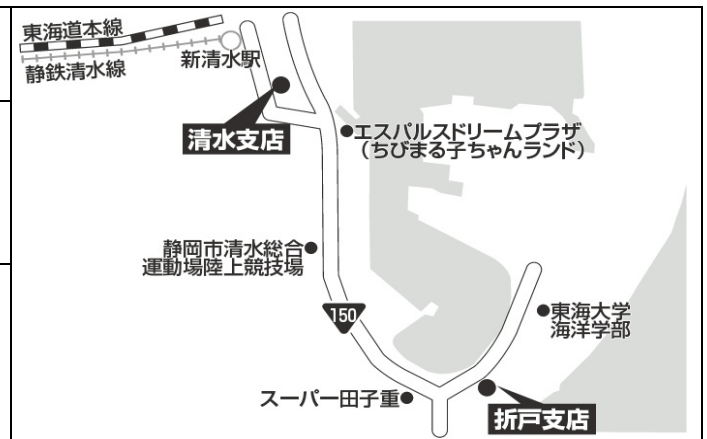 東海道本線
静鉄清水線
新清水駅
清水支店
エスパルスドリームプラザ
(ちびまる子ちゃんランド)
静岡市清水総合
運動場陸上競技場
150
東海大学
海洋学部
スーパー田子重
折戸支店